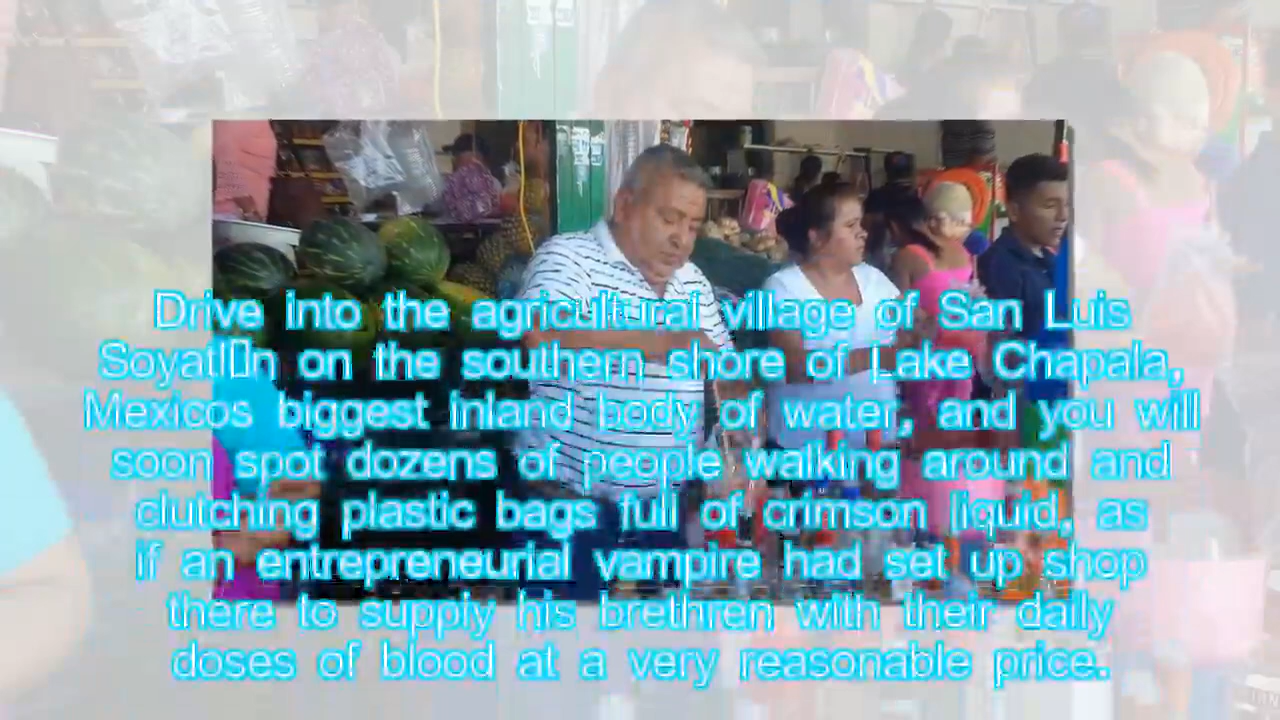 Drive into the agricultural village of San Luis
Soyatl▯n on the southern shore of Lake Chapala,
Mexicos biggest inland body of water, and you will
soon spot dozens of people walking around and
clutching plastic bags full of crimson liquid, as
if an entrepreneurial vampire had set up shop
there to supply his brethren with their daily
doses of blood at a very reasonable price.